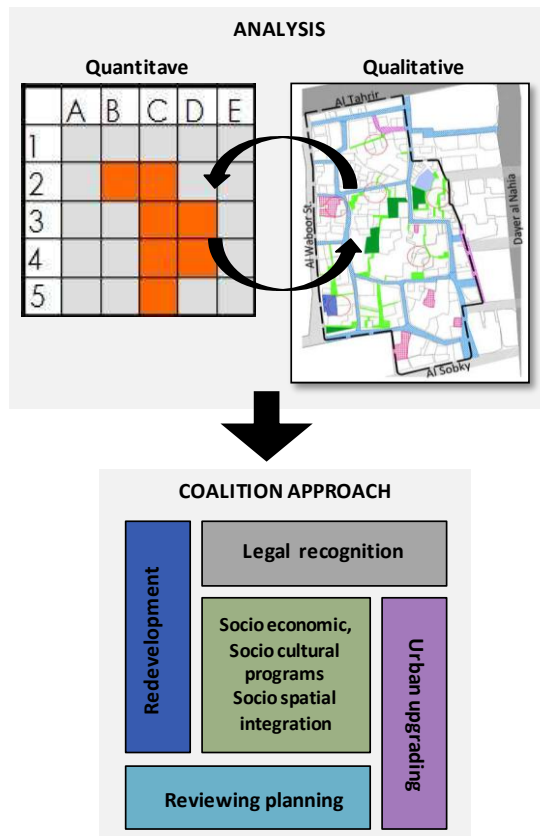 ANALYSIS
Quantitave
Qualitative
A B C D E
1
2
3
4
5
Al Tahrir
Al Waboor St.
Dayer al Nahia
Al Sobky
COALITION APPROACH
Redevelopment
Legal recognition
Socio economic,
Socio cultural
programs
Socio spatial
integration
Urban upgrading
Reviewing planning